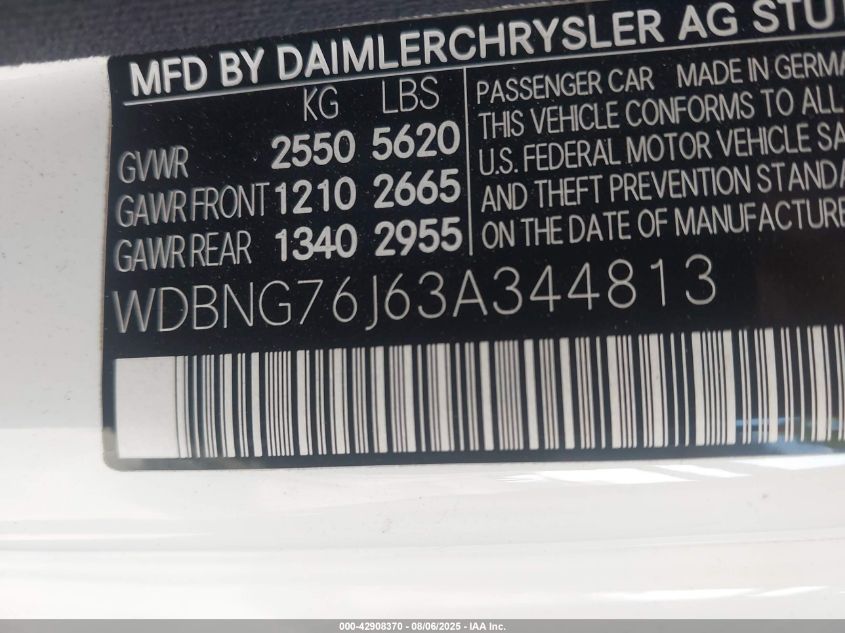 MFD BY DAIMLERCHRYSLER AG STU
KG LBS
GVWR 2550 5620
GAWR FRONT 1210 2665
GAWR REAR 1340 2955
PASSENGER CAR MADE IN GERMA
THIS VEHICLE CONFORMS TO ALL
U.S. FEDERAL MOTOR VEHICLE SA
AND THEFT PREVENTION STANDA
ON THE DATE OF MANUFACTURE
WDBNG76J63A344813
000-42908370 - 08/06/2025 - IAA Inc.